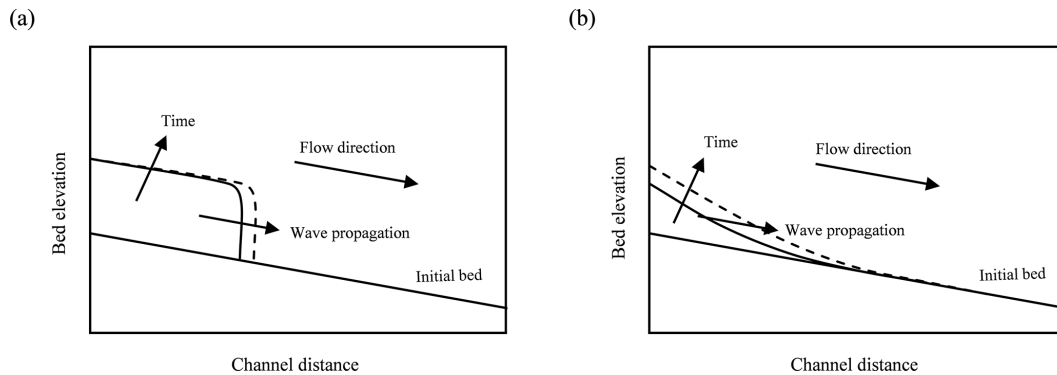 (a)
Time
Flow direction
Wave propagation
Initial bed
Bed elevation
Channel distance
(b)
Time
Flow direction
Wave propagation
Initial bed
Bed elevation
Channel distance